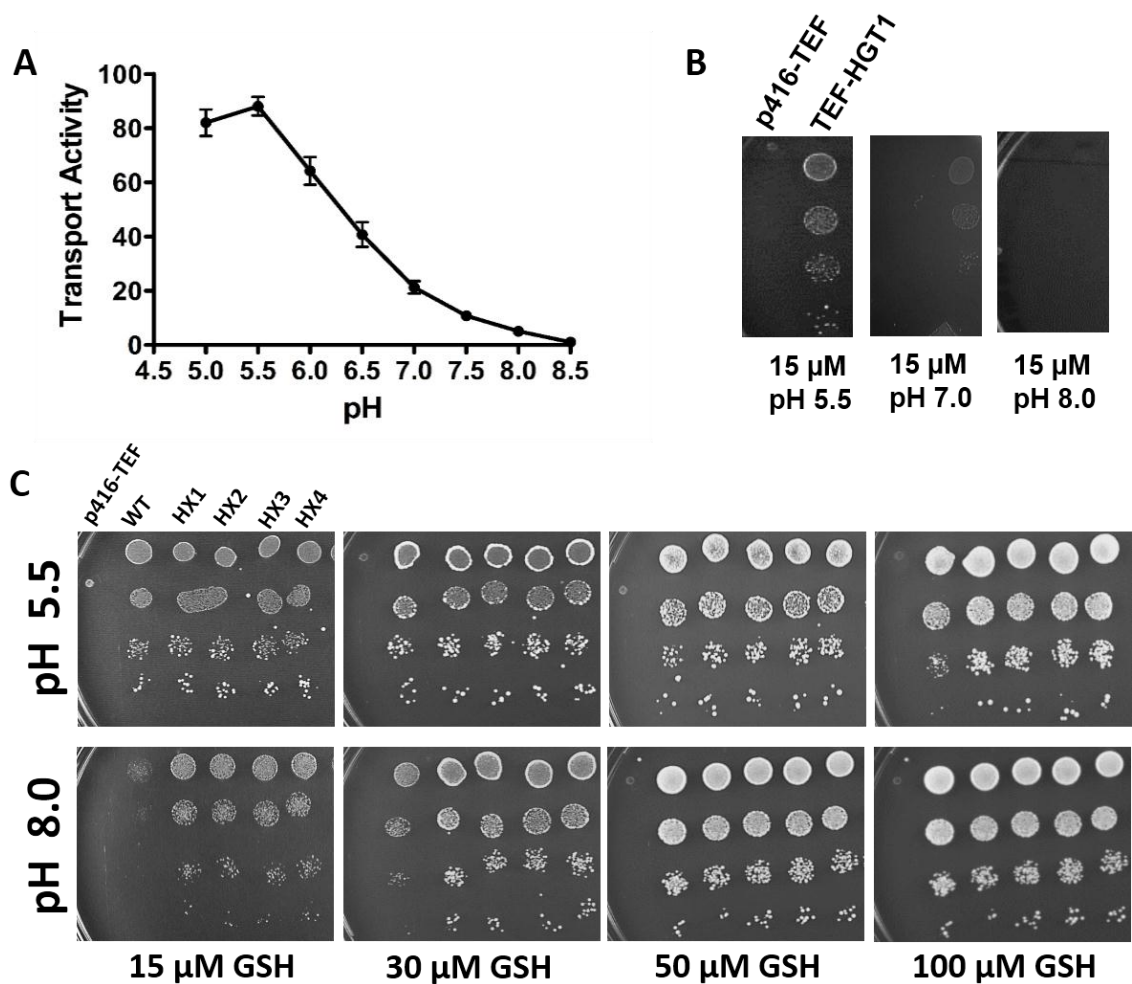 A
Transport Activity
100
80
60
40
20
0
4.5 5.0 5.5 6.0 6.5 7.0 7.5 8.0 8.5
pH
B
p416-TEF
TEF-HGT1
15 µM
pH 5.5
15 µM
pH 7.0
15 µM
pH 8.0
C
p416-TEF
WT
HX1
HX2
HX3
HX4
pH 5.5
pH 8.0
15 µM GSH
30 µM GSH
50 µM GSH
100 µM GSH